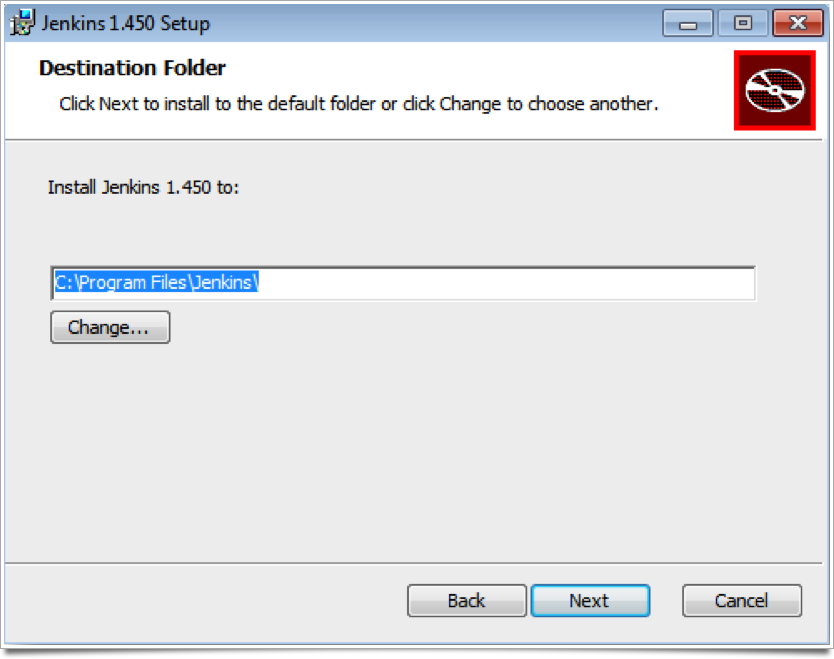 Jenkins 1.450 Setup
Destination Folder
Click Next to install to the default folder or click Change to choose another.
Install Jenkins 1.450 to:
C:\Program Files\Jenkins\
Change...
Back
Next
Cancel